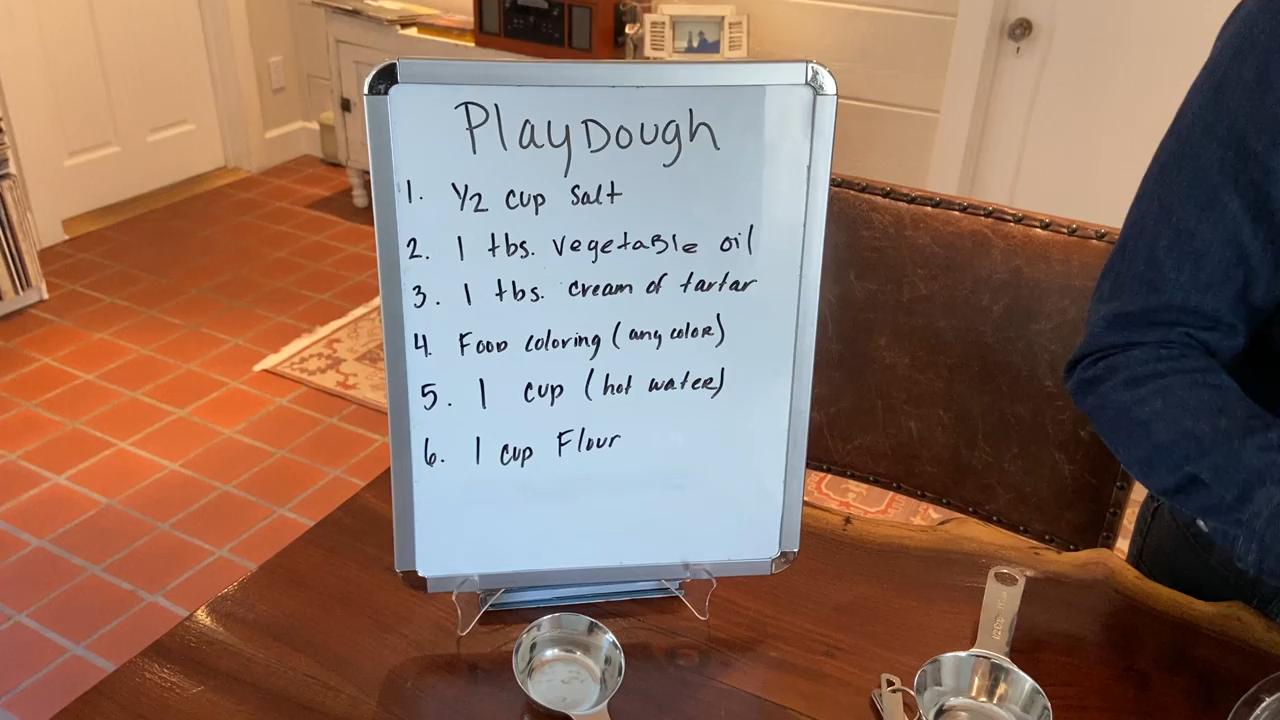 PlayDough
1. 1/2 cup salt
2. 1 tbs. vegetable oil
3. 1 tbs. cream of tartar
4. Food coloring (any color)
5. 1 cup (hot water)
6. 1 cup Flour